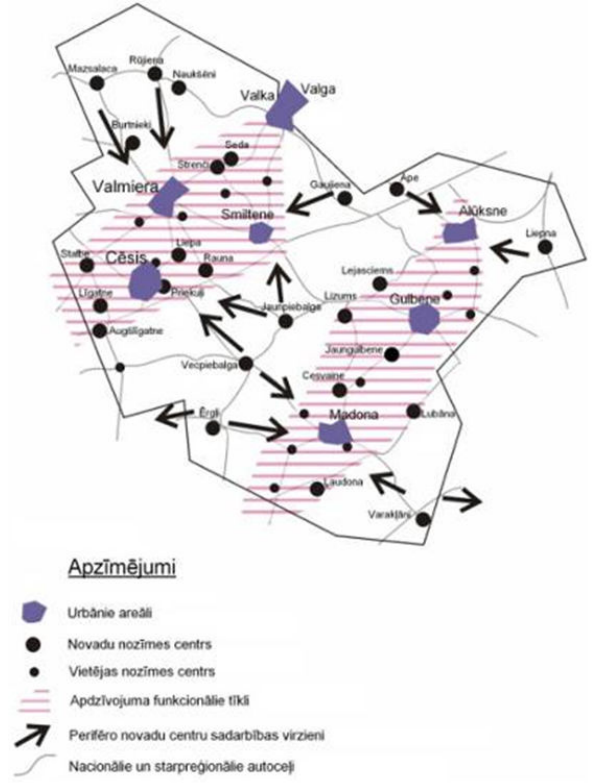 Mazsalaca
Rūjiena
Naukšēni
Valka
Valga
Burtnieki
Seda
Strenči
Valmiera
Gaujiena
Ape
Smiltene
Alūksne
Liepna
Stalbe
Cēsis
Liepa
Rauna
Lejasciems
Līgatne
Priekuļi
Jaunpiebalga
Lizums
Gulbene
Augšlīgatne
Jaungulbene
Vecpiebalga
Cesvaine
Ērgļi
Madona
Lubāna
Ļaudona
Varakļāni
Apzīmējumi
Urbānie areāli
Novadu nozīmes centrs
Vietējas nozīmes centrs
Apdzīvojuma funkcionālie tīkli
Perifēro novadu centru sadarbības virzieni
Nacionālie un starpreģionālie autoceļi